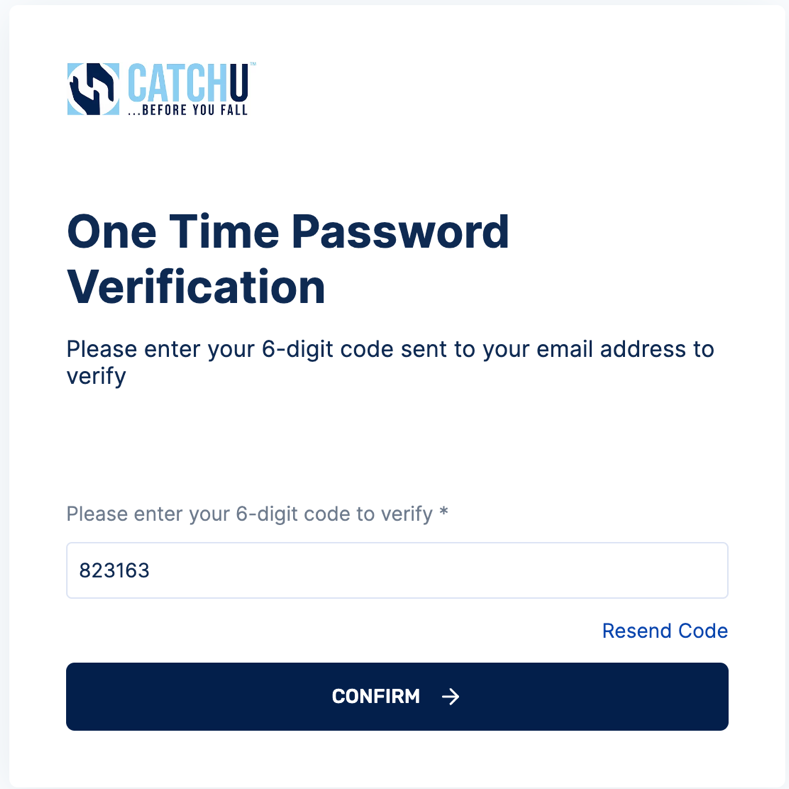 CATCHU™
...BEFORE YOU FALL
One Time Password
Verification
Please enter your 6-digit code sent to your email address to
verify
Please enter your 6-digit code to verify *
823163
Resend Code
CONFIRM →